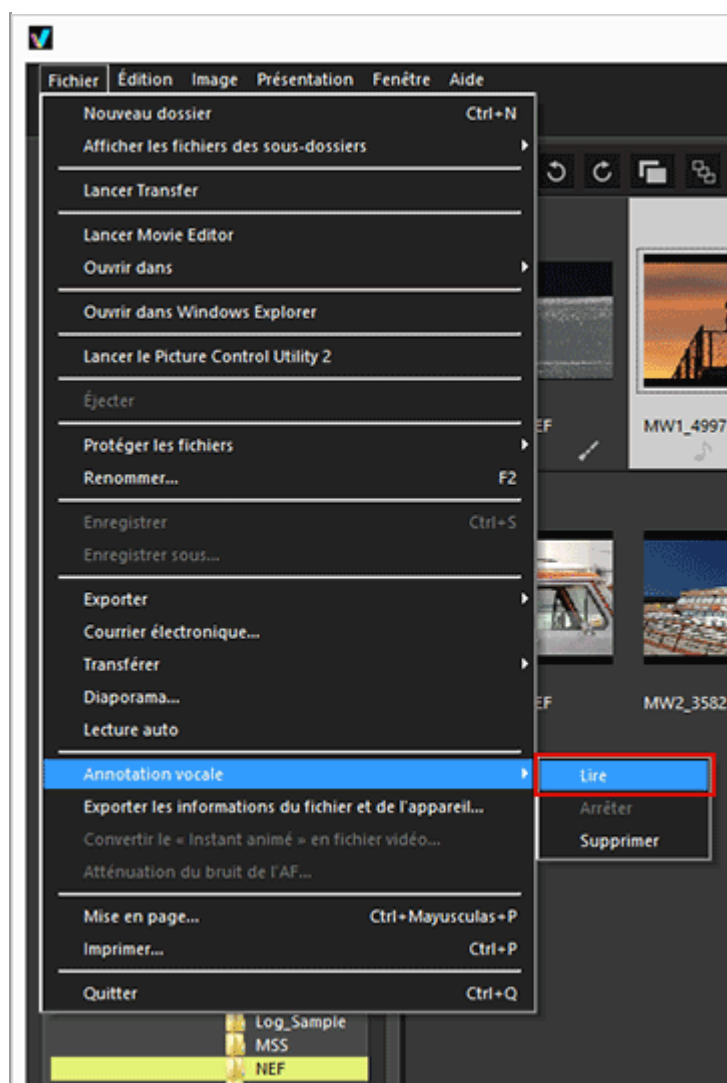 Fichier Édition Image Présentation Fenêtre Aide
Nouveau dossier Ctrl+N
Afficher les fichiers des sous-dossiers
Lancer Transfer
Lancer Movie Editor
Ouvrir dans
Ouvrir dans Windows Explorer
Lancer le Picture Control Utility 2
Éjecter
EF MW1_4997
Protéger les fichiers
Renommer... F2
Enregistrer Ctrl+S
Enregistrer sous...
Exporter
Courrier électronique...
Transférer
Diaporama...
EF MW2_3582
Lecture auto
Annotation vocale Lire
Exporter les informations du fichier et de l'appareil... Arrêter
Convertir le « Instant animé » en fichier vidéo... Supprimer
Atténuation du bruit de l'AF...
Mise en page... Ctrl+Mayusculas+P
Imprimer... Ctrl+P
Quitter Ctrl+Q
Log_Sample
MSS
NEF